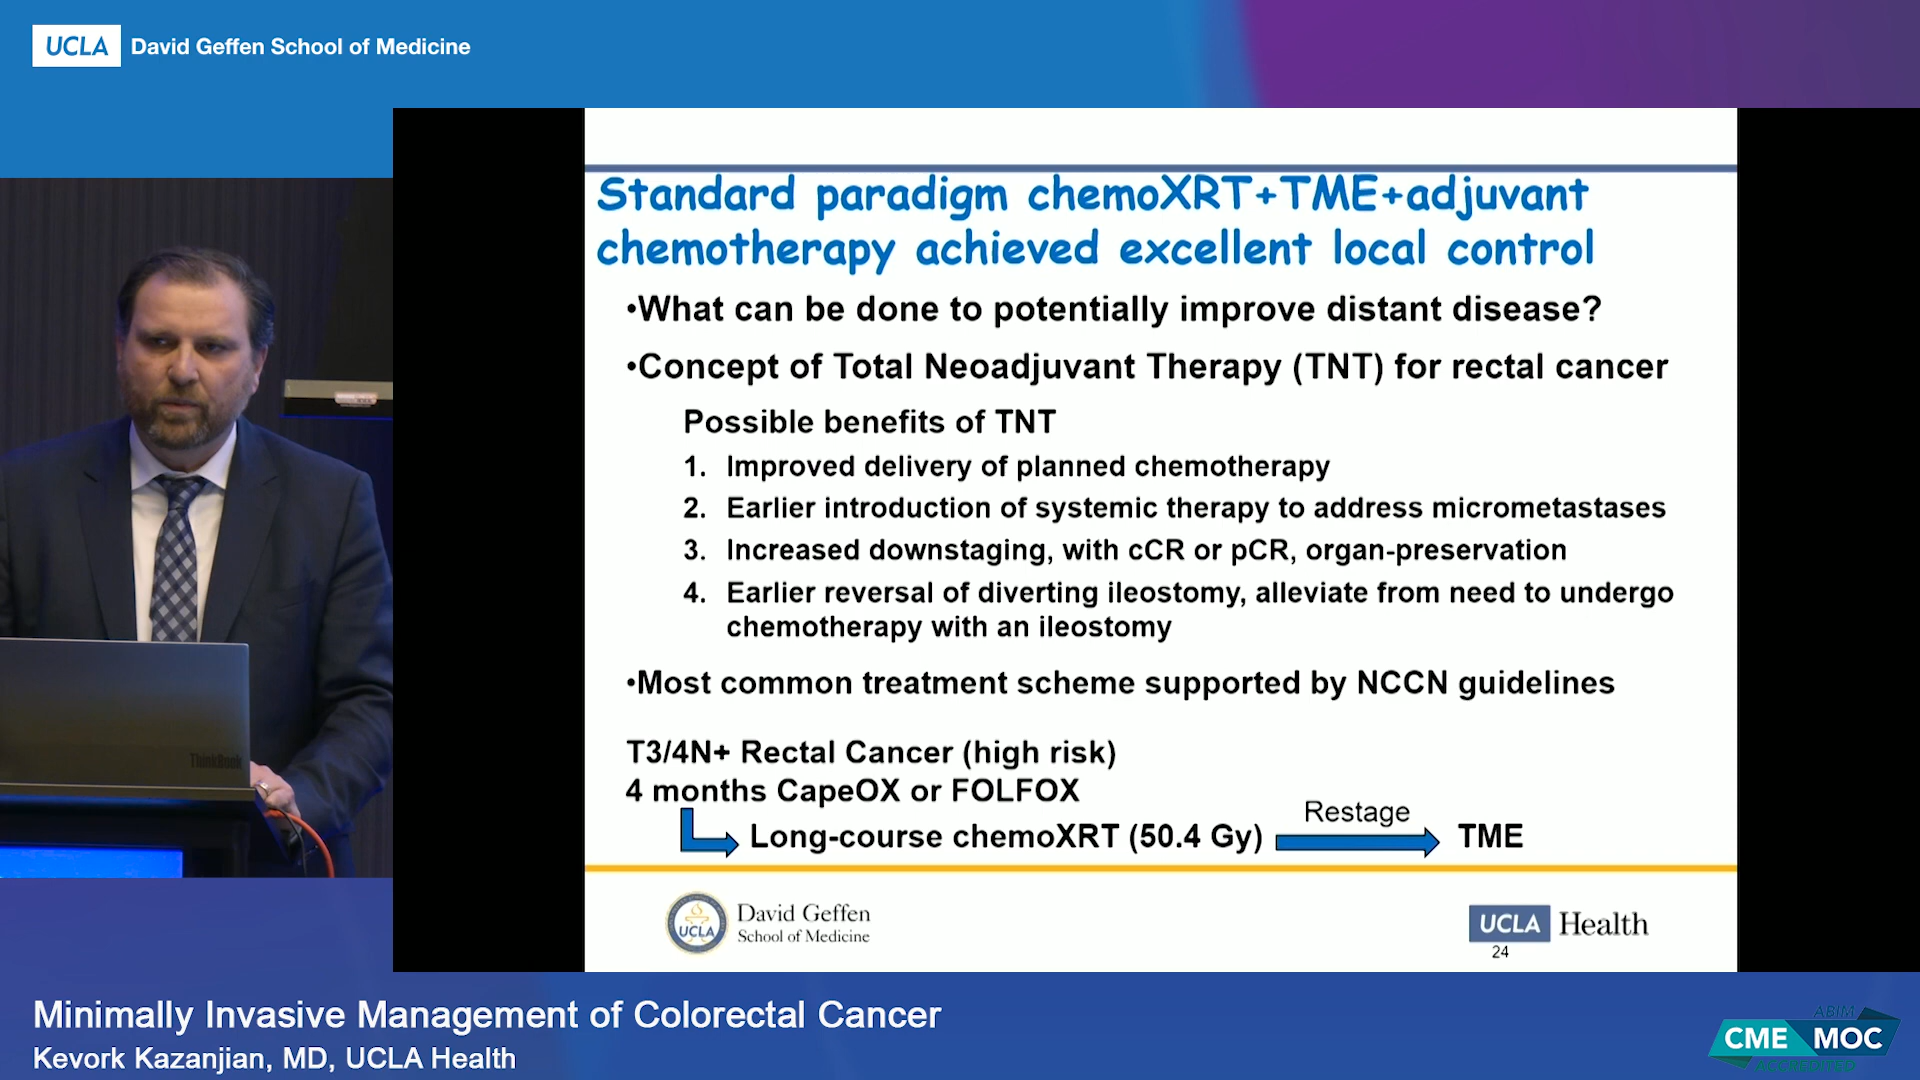 UCLA David Geffen School of Medicine
Standard paradigm chemoXRT+TME+adjuvant
chemotherapy achieved excellent local control
•What can be done to potentially improve distant disease?
•Concept of Total Neoadjuvant Therapy (TNT) for rectal cancer
Possible benefits of TNT
1. Improved delivery of planned chemotherapy
2. Earlier introduction of systemic therapy to address micrometastases
3. Increased downstaging, with cCR or pCR, organ-preservation
4. Earlier reversal of diverting ileostomy, alleviate from need to undergo
chemotherapy with an ileostomy
•Most common treatment scheme supported by NCCN guidelines
T3/4N+ Rectal Cancer (high risk)
4 months CapeOX or FOLFOX
Restage
Long-course chemoXRT (50.4 Gy)
TME
UCLA
David Geffen
School of Medicine
UCLA Health
24
ThinkBook
Minimally Invasive Management of Colorectal Cancer
Kevork Kazanjian, MD, UCLA Health
ABIM
CME MOC
ACCREDITED